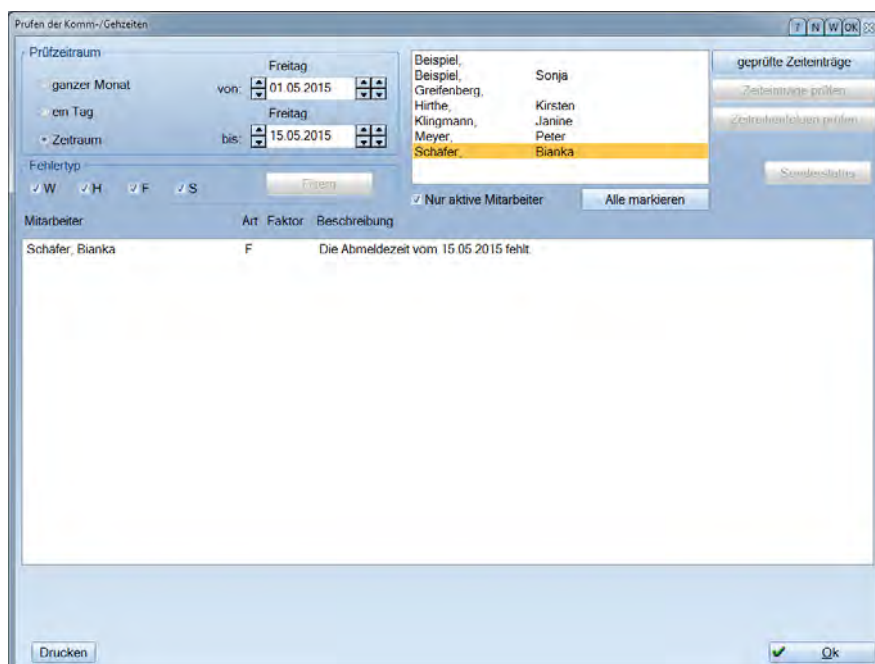 Prufen der Komm-/Gehzeiten
? N W OK
Prüfzeitraum
ganzer Monat
ein Tag
Zeitraum
Freitag
von: 01.05.2015
Freitag
bis: 15.05.2015
Fehlertyp
W H F S
Filtern
Beispiel,
Beispiel, Sonja
Greifenberg,
Hirthe, Kirsten
Klingmann, Janine
Meyer, Peter
Schäfer, Bianka
Nur aktive Mitarbeiter
Alle markieren
geprüfte Zeiteinträge
Zeiteinträge prüfen
Zeitreihenfolgen prüfen
Sonderstatus
Mitarbeiter Art Faktor Beschreibung
Schäfer, Bianka F Die Abmeldezeit vom 15.05.2015 fehlt.
Drucken
Ok